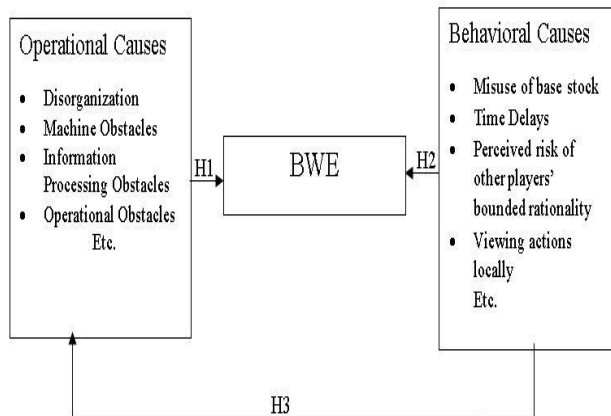 Operational Causes
• Disorganization
• Machine Obstacles
• Information
Processing Obstacles
• Operational Obstacles
Etc.
H1
BWE
H2
Behavioral Causes
• Misuse of base stock
• Time Delays
• Perceived risk of
other players'
bounded rationality
• Viewing actions
locally
Etc.
H3